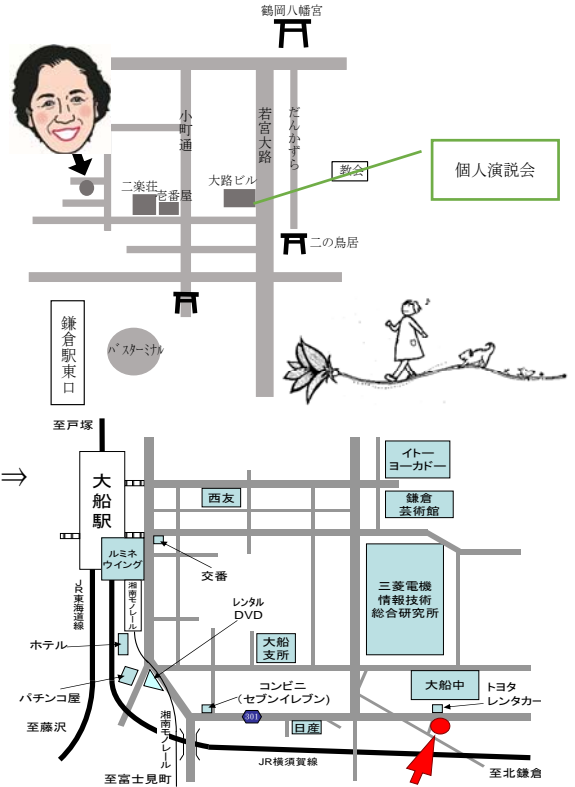 鶴岡八幡宮
小町通
若宮大路
だんかずら
教会
個人演説会
大路ビル
二楽荘
壱番屋
二の鳥居
鎌倉駅東口
バスターミナル
至戸塚
⇒
大船駅
イトー
ヨーカドー
西友
鎌倉
芸術館
ルミネ
ウイング
交番
三菱電機
情報技術
総合研究所
JR東海道線
湘南モノレール
レンタル
DVD
ホテル
大船
支所
パチンコ屋
コンビニ
(セブンイレブン)
大船中
トヨタ
レンタカー
301
日産
至藤沢
湘南モノレール
JR横須賀線
至富士見町
至北鎌倉